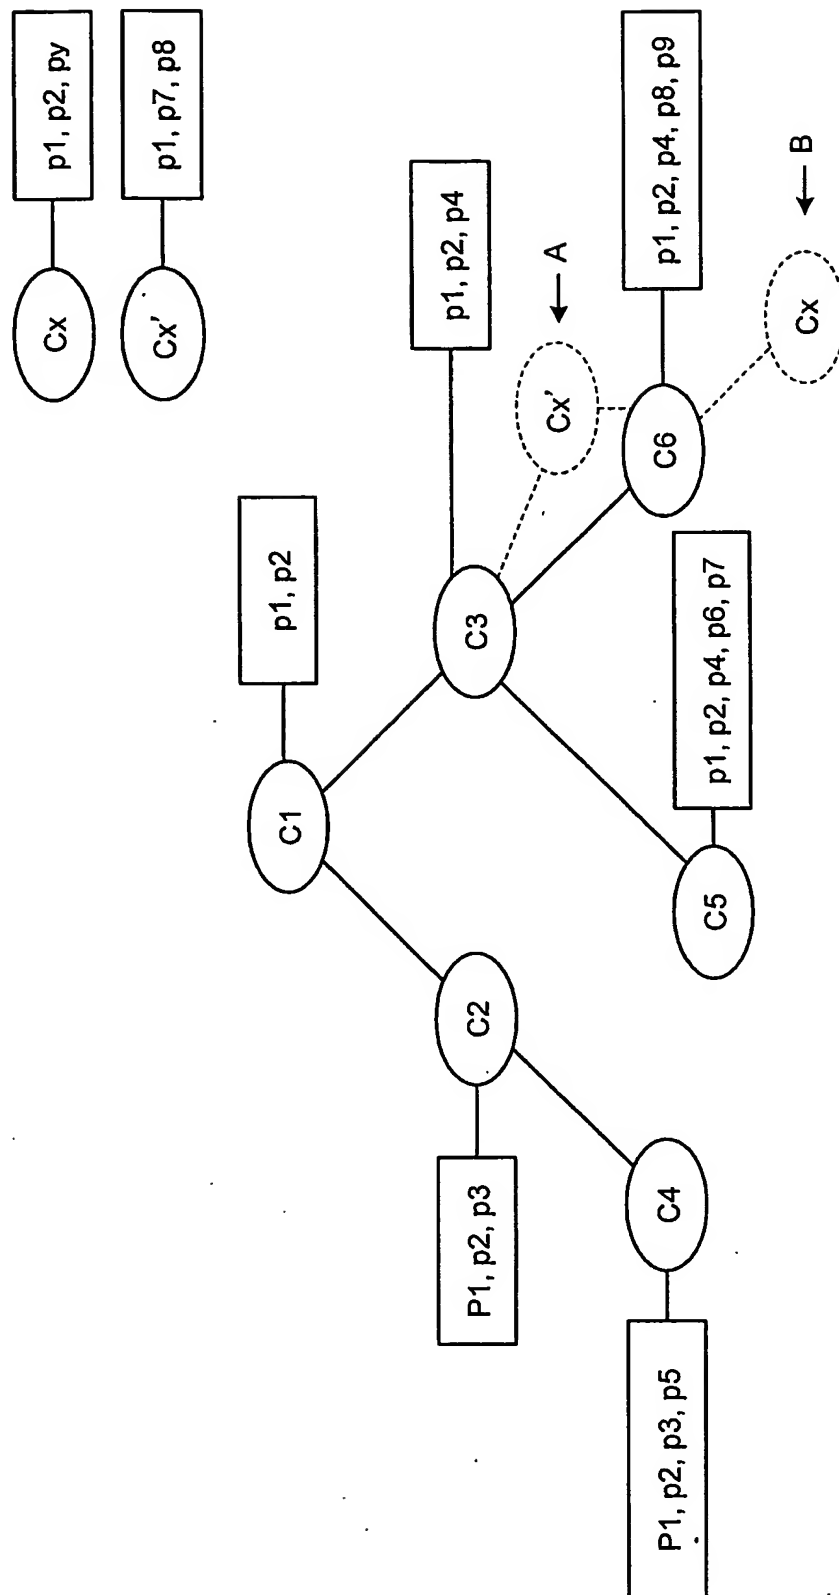 Cx
p1, p2, py
Cx'
p1, p7, p8
C1
p1, p2
C2
P1, p2, p3
C3
p1, p2, p4
Cx'
A
C4
P1, p2, p3, p5
C5
p1, p2, p4, p6, p7
C6
p1, p2, p4, p8, p9
Cx
B